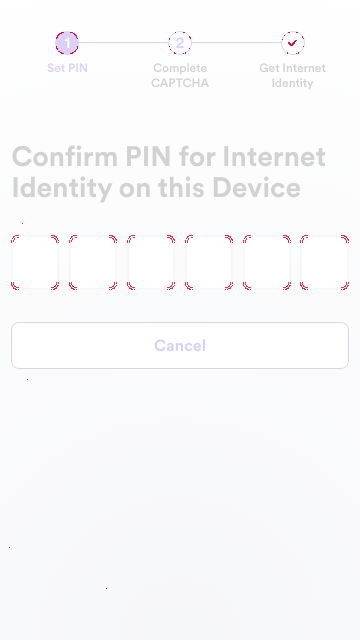 1
2
Set PIN
Complete
CAPTCHA
Get Internet
Identity
Confirm PIN for Internet
Identity on this Device
Cancel